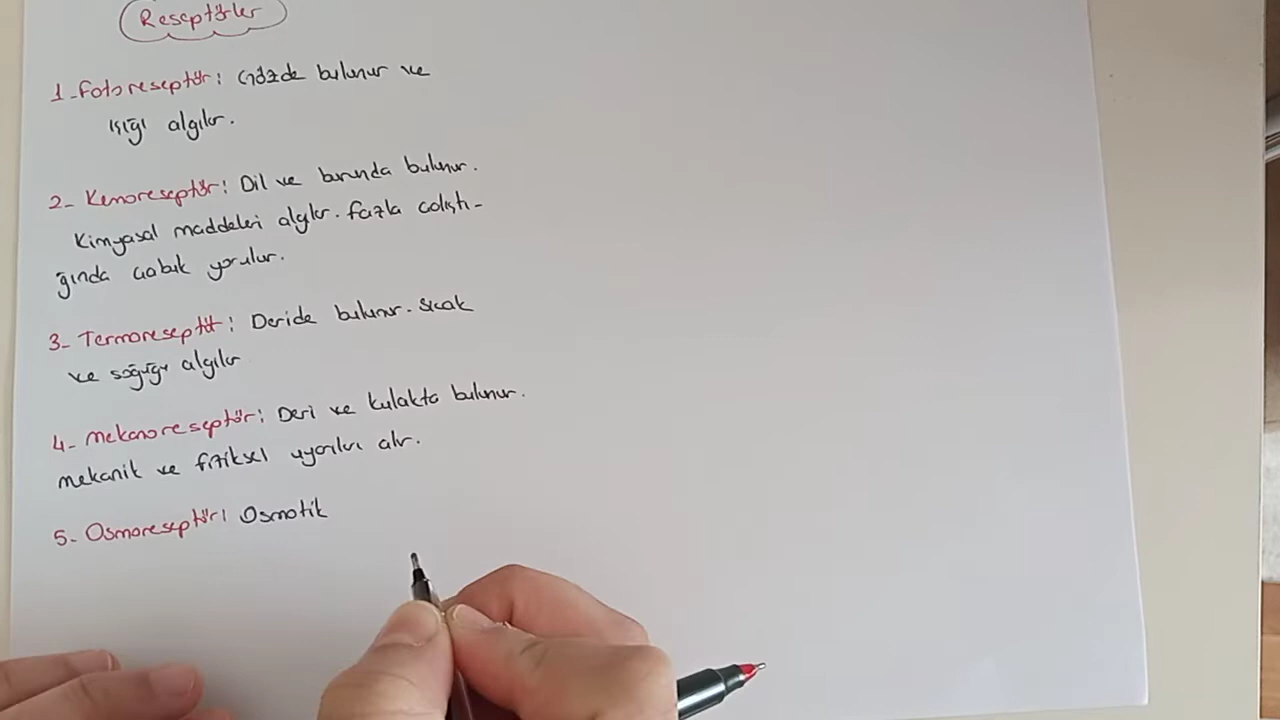 Reseptörler
1-Fotoreseptör: Gözde bulunur ve
ışığı algılar.
2- Kemoreseptör: Dil ve burunda bulunur.
Kimyasal maddeleri algılar. Fazla çalıştı-
ğında çabuk yorulur.
3- Termoreseptör: Deride bulunur. Sıcak
ve soğuğu algılar
4- Mekanoreseptör: Deri ve kulakta bulunur.
mekanik ve fiziksel uyarıları alır.
5- Osmoreseptör: Osmotik